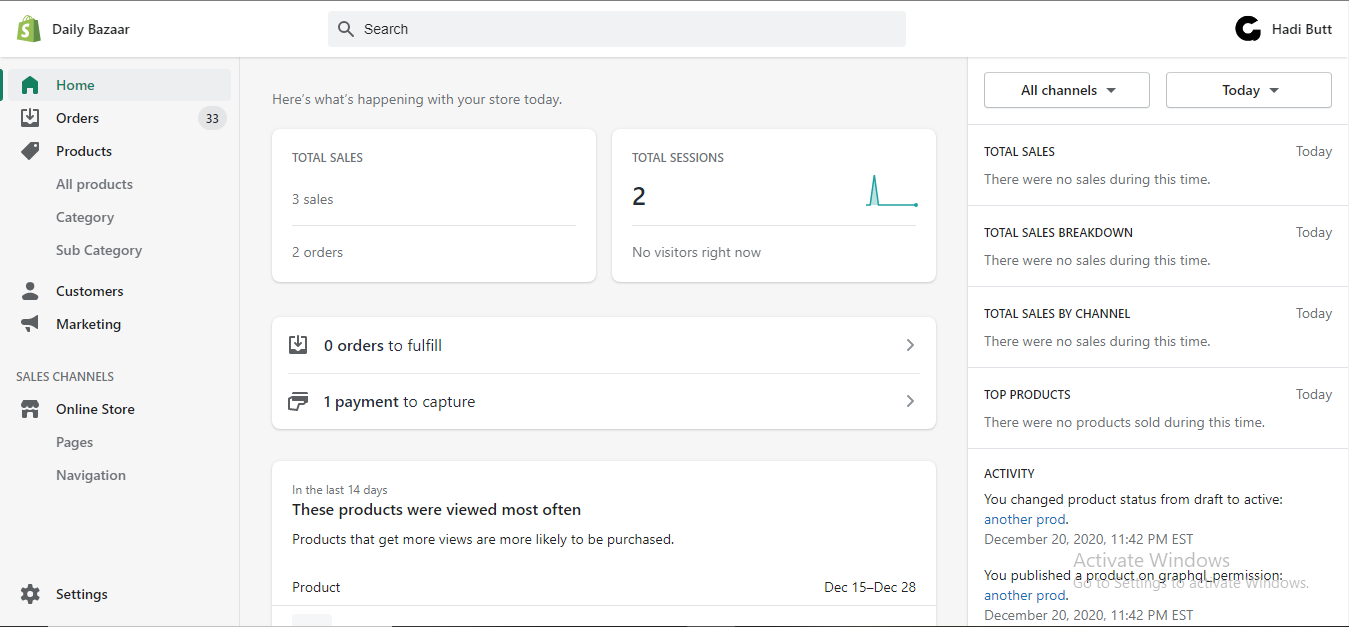 Daily Bazaar
Search
Hadi Butt
Home
Orders 33
Products
All products
Category
Sub Category
Customers
Marketing
SALES CHANNELS
Online Store
Pages
Navigation
Settings
Here's what's happening with your store today.
TOTAL SALES
3 sales
2 orders
TOTAL SESSIONS
2
No visitors right now
0 orders to fulfill
1 payment to capture
In the last 14 days
These products were viewed most often
Products that get more views are more likely to be purchased.
Product Dec 15–Dec 28
All channels Today
TOTAL SALES Today
There were no sales during this time.
TOTAL SALES BREAKDOWN Today
There were no sales during this time.
TOTAL SALES BY CHANNEL Today
There were no sales during this time.
TOP PRODUCTS Today
There were no products sold during this time.
ACTIVITY
You changed product status from draft to active:
another prod.
December 20, 2020, 11:42 PM EST
You published a product on graphql_permission:
another prod.
December 20, 2020, 11:42 PM EST
Activate Windows
Go to Settings to activate Windows.